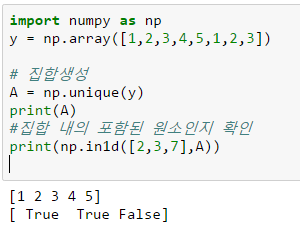 import numpy as np
y = np.array([1,2,3,4,5,1,2,3])
# 집합생성
A = np.unique(y)
print(A)
#집합 내의 포함된 원소인지 확인
print(np.in1d([2,3,7],A))
[1 2 3 4 5]
[ True  True False]